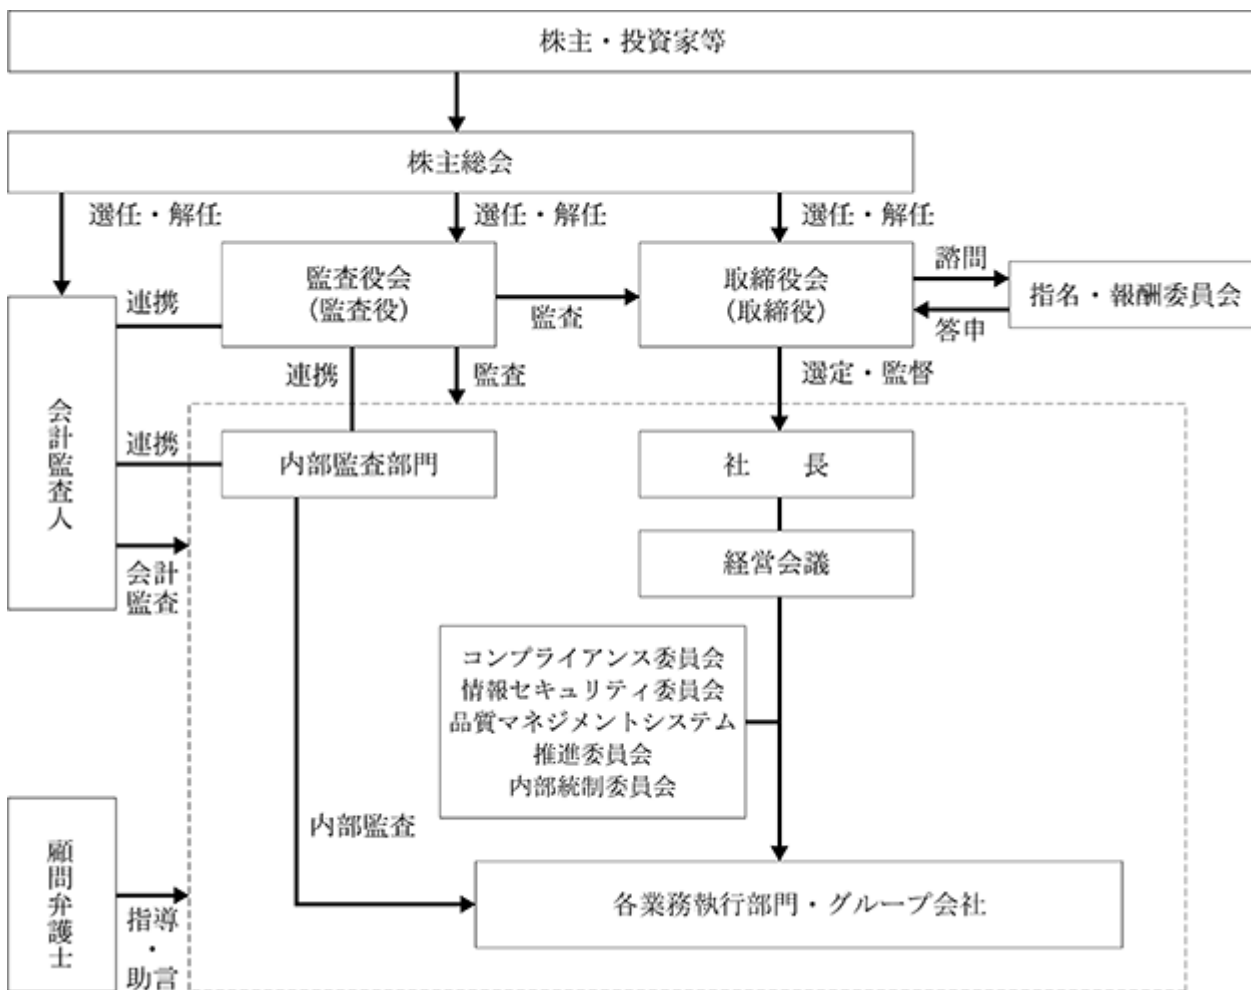 株主・投資家等
株主総会
選任・解任
選任・解任
選任・解任
監査役会
(監査役)
取締役会
(取締役)
諮問
指名・報酬委員会
答申
連携
監査
連携
監査
選定・監督
会計監査人
連携
内部監査部門
社　長
経営会議
会計
監査
コンプライアンス委員会
情報セキュリティ委員会
品質マネジメントシステム
推進委員会
内部統制委員会
内部監査
顧問弁護士
指導
・
助言
各業務執行部門・グループ会社